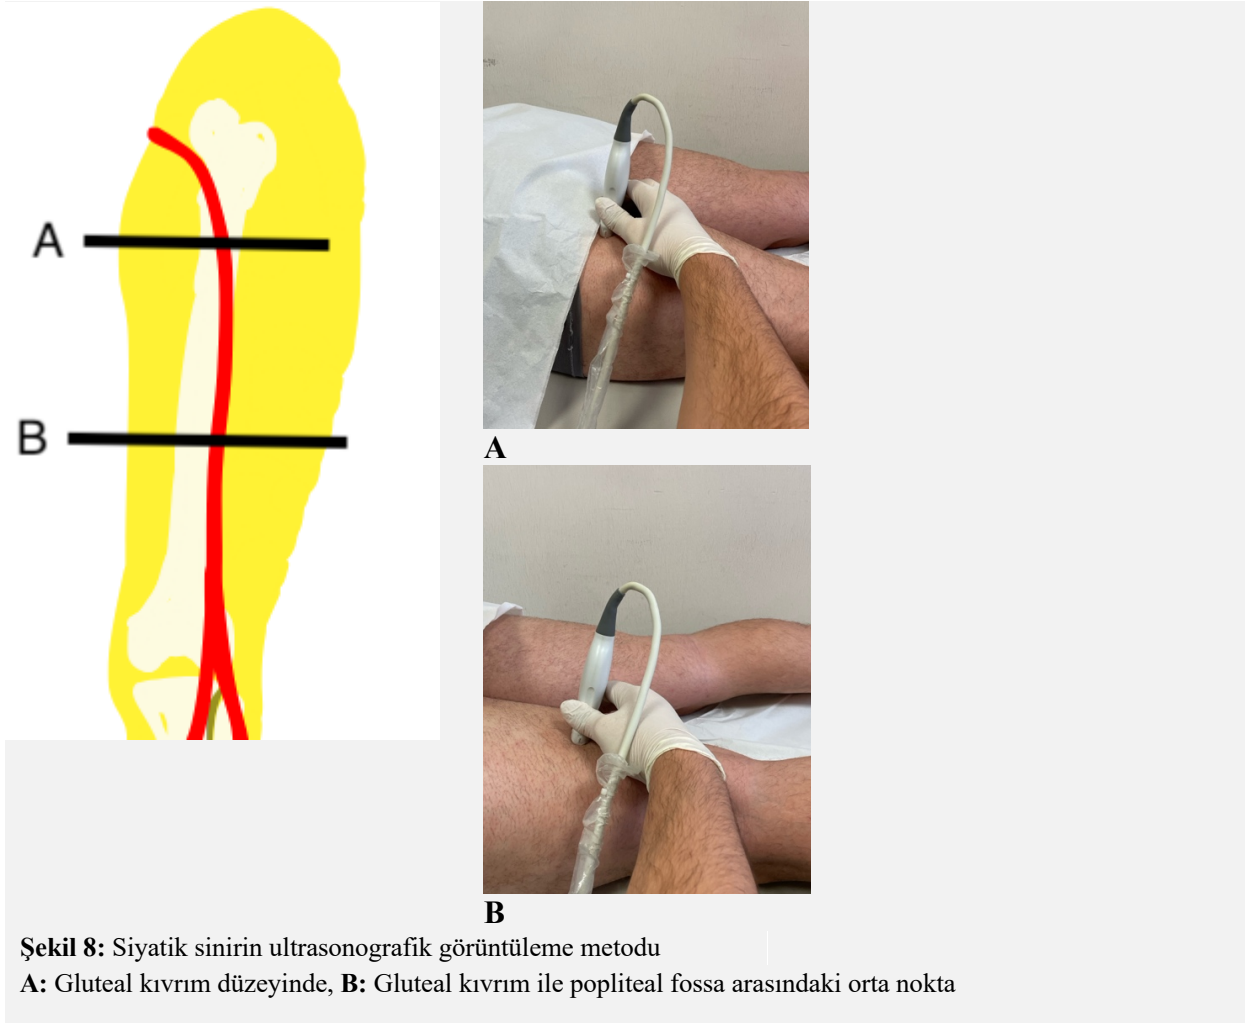 A
B
A
B
Şekil 8: Siyatik sinirin ultrasonografik görüntüleme metodu
A: Gluteal kıvrım düzeyinde, B: Gluteal kıvrım ile popliteal fossa arasındaki orta nokta